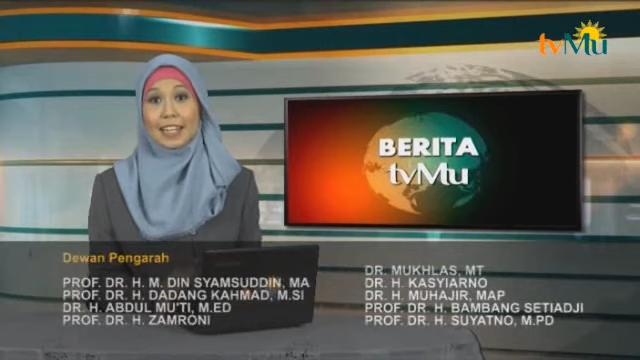 tvMu
BERITA
tvMu
Dewan Pengarah
PROF. DR. H. M. DIN SYAMSUDDIN, MA
PROF. DR. H. DADANG KAHMAD, M.SI
DR. H. ABDUL MU'TI, M.ED
PROF. DR. H. ZAMRONI
DR. MUKHLAS, MT
DR. H. KASYIARNO
DR. H. MUHAJIR, MAP
PROF. DR. H. BAMBANG SETIADJI
PROF. DR. H. SUYATNO, M.PD